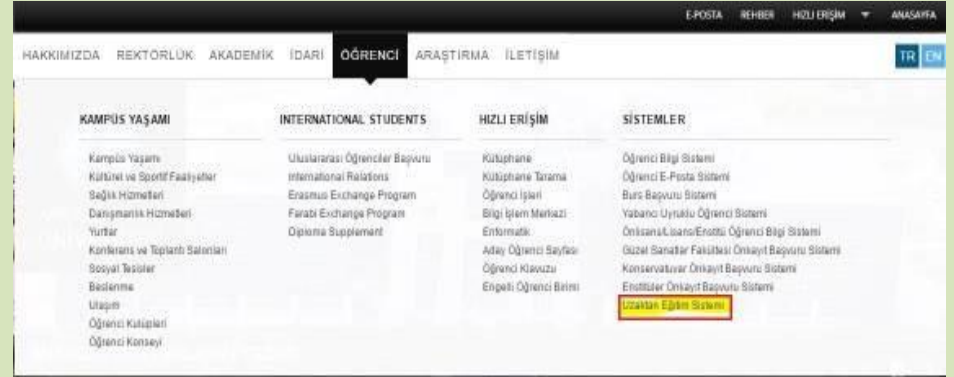 E-POSTA REHBER HIZLI ERİŞİM ANASAYFA
HAKKIMIZDA REKTÖRLÜK AKADEMİK İDARİ ÖĞRENCİ ARAŞTIRMA İLETİŞİM TR EN
KAMPÜS YAŞAMI
Kampüs Yaşamı
Kültürel ve Sportif Faaliyetler
Sağlık Hizmetleri
Danışmanlık Hizmetleri
Yurtlar
Konferans ve Toplantı Salonları
Sosyal Tesisler
Beslenme
Ulaşım
Öğrenci Kulüpleri
Öğrenci Konseyi
INTERNATIONAL STUDENTS
Uluslararası Öğrenciler Başvuru
International Relations
Erasmus Exchange Program
Farabi Exchange Program
Diploma Supplement
HIZLI ERİŞİM
Kütüphane
Kütüphane Tarama
Öğrenci İşleri
Bilgi İşlem Merkezi
Enformatik
Aday Öğrenci Sayfası
Öğrenci Klavuzu
Engelli Öğrenci Birimi
SİSTEMLER
Öğrenci Bilgi Sistemi
Öğrenci E-Posta Sistemi
Burs Başvuru Sistemi
Yabancı Uyruklu Öğrenci Sistemi
Önlisans/Lisans/Enstitü Öğrenci Bilgi Sistemi
Güzel Sanatlar Fakültesi Önkayıt Başvuru Sistemi
Konservatuvar Önkayıt Başvuru Sistemi
Enstitüler Önkayıt Başvuru Sistemi
Uzaktan Eğitim Sistemi